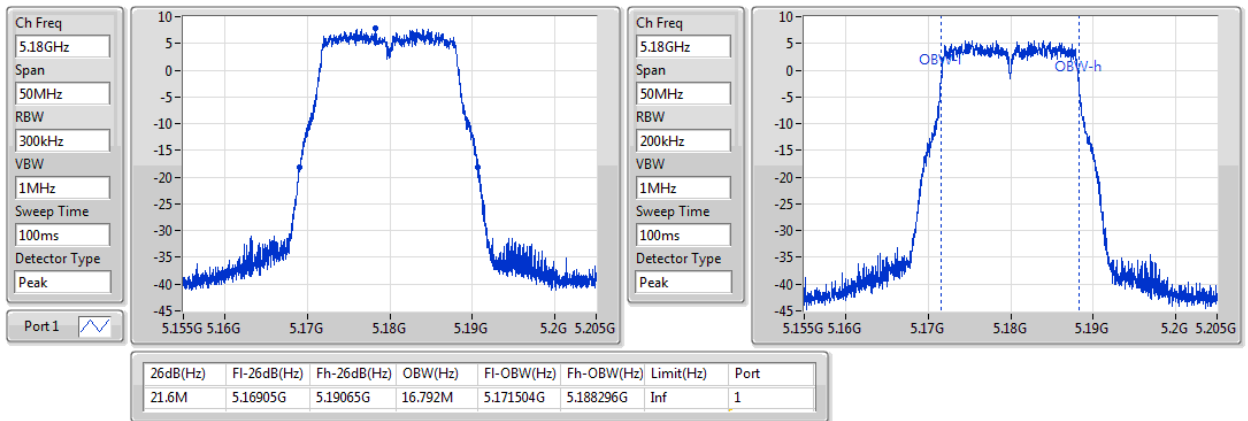 Ch Freq
5.18GHz
Span
50MHz
RBW
300kHz
VBW
1MHz
Sweep Time
100ms
Detector Type
Peak
Port 1
10
5
0
-5
-10
-15
-20
-25
-30
-35
-40
-45
5.155G 5.16G 5.17G 5.18G 5.19G 5.2G 5.205G
Ch Freq
5.18GHz
Span
50MHz
RBW
200kHz
VBW
1MHz
Sweep Time
100ms
Detector Type
Peak
10
5
0
-5
-10
-15
-20
-25
-30
-35
-40
-45
OBW-l
OBW-h
5.155G 5.16G 5.17G 5.18G 5.19G 5.2G 5.205G
26dB(Hz) Fl-26dB(Hz) Fh-26dB(Hz) OBW(Hz) Fl-OBW(Hz) Fh-OBW(Hz) Limit(Hz) Port
21.6M 5.16905G 5.19065G 16.792M 5.171504G 5.188296G Inf 1